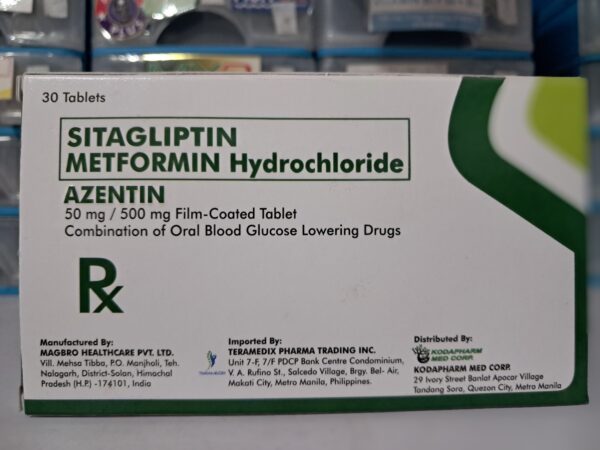 30 Tablets
SITAGLIPTIN
METFORMIN Hydrochloride
AZENTIN
50 mg / 500 mg Film-Coated Tablet
Combination of Oral Blood Glucose Lowering Drugs
Rx
Manufactured By:
MAGBRO HEALTHCARE PVT. LTD.
Vill. Mehsa Tibba, P.O. Manjholi, Teh.
Nalagarh, District-Solan, Himachal
Pradesh (H.P.) -174101, India
Imported By:
TERAMEDIX PHARMA TRADING INC.
Unit 7-F, 7/F PDCP Bank Centre Condominium,
V. A. Rufino St., Salcedo Village, Brgy. Bel- Air,
Makati City, Metro Manila, Philippines.
Distributed By:
KODAPHARM
MED CORP.
KODAPHARM MED CORP.
29 Ivory Street Banlat Apocar Village
Tandang Sora, Quezon City, Metro Manila